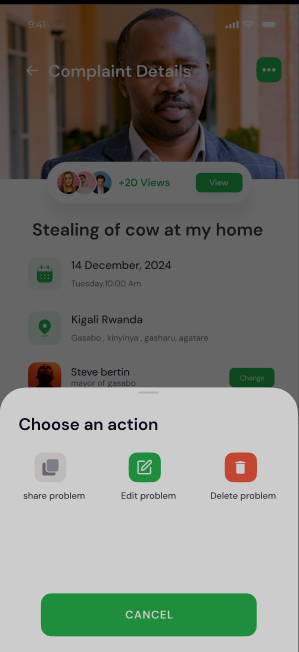 9:41
Complaint Details
+20 Views
View
Stealing of cow at my home
14 December, 2024
Tuesday,10:00 Am
Kigali Rwanda
Gasabo , kinyinya , gasharu, agatare
Steve bertin
Change
mayor of gasabo
Choose an action
share problem
Edit problem
Delete problem
CANCEL